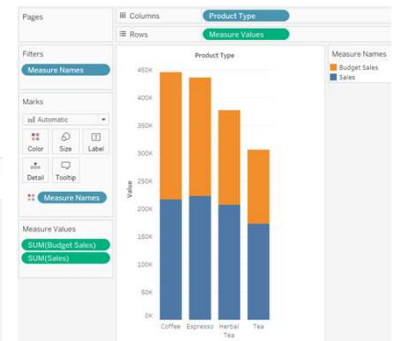 Pages
Columns Product Type
Rows Measure Values
Filters
Measure Names
Marks
Automatic
Color Size Label
Detail Tooltip
Measure Names
Measure Values
SUM(Budget Sales)
SUM(Sales)
Product Type
450K
400K
350K
300K
250K
200K
150K
100K
50K
0K
Value
Coffee Espresso Herbal Tea Tea
Measure Names
Budget Sales
Sales